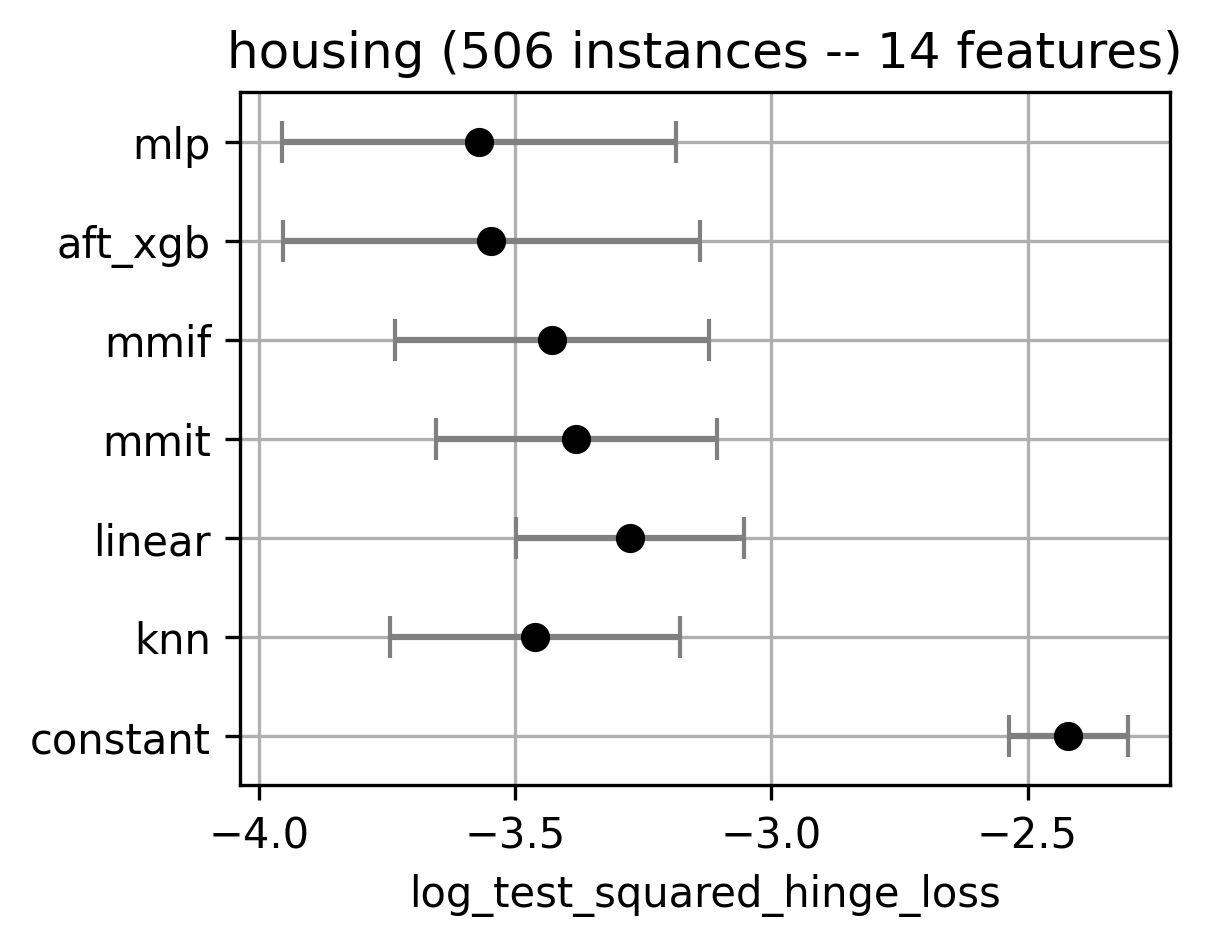 housing (506 instances -- 14 features)
mlp
aft_xgb
mmif
mmit
linear
knn
constant
−4.0 −3.5 −3.0 −2.5
log_test_squared_hinge_loss